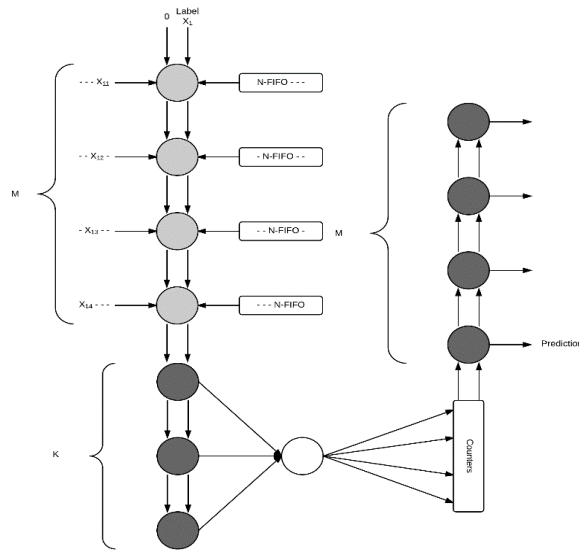 0 Label
X1
- - - X11
N-FIFO - - -
- - X12 -
- N-FIFO - -
M
- X13- -
- - N-FIFO -
M
X14 - - -
- - - N-FIFO
Prediction
K
Counters